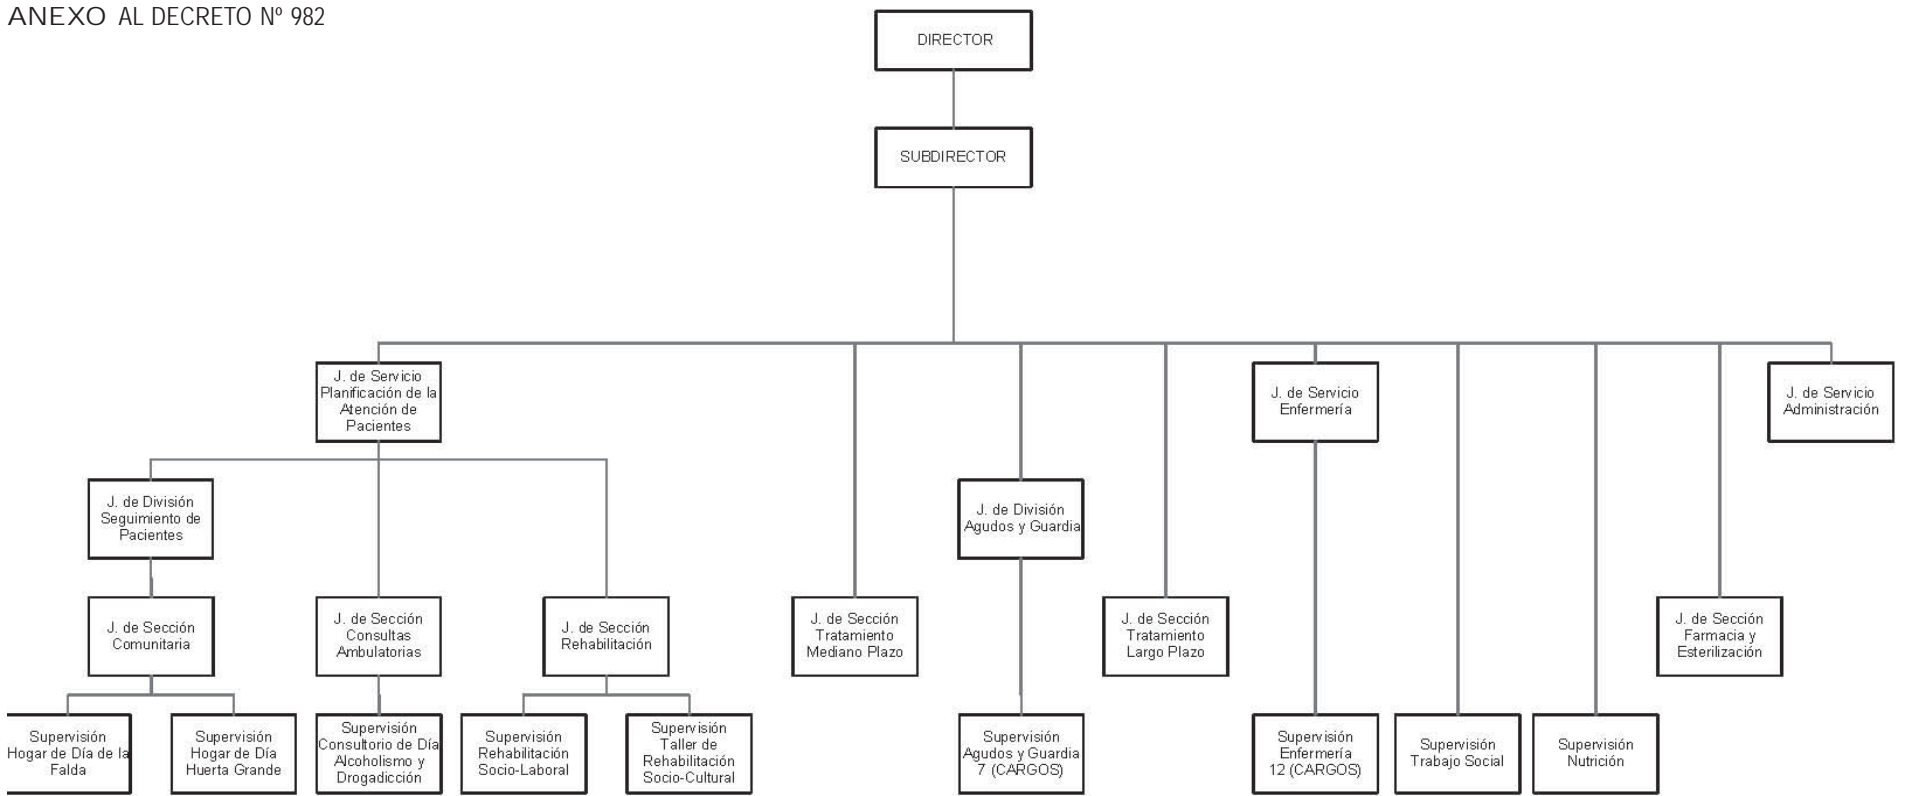 ANEXO AL DECRETO Nº 982
DIRECTOR
SUBDIRECTOR
J. de Servicio
Planificación de la
Atención de
Pacientes
J. de Servicio
Enfermería
J. de Servicio
Administración
J. de División
Seguimiento de
Pacientes
J. de División
Agudos y Guardia
J. de Sección
Comunitaria
J. de Sección
Consultas
Ambulatorias
J. de Sección
Rehabilitación
J. de Sección
Tratamiento
Mediano Plazo
J. de Sección
Tratamiento
Largo Plazo
J. de Sección
Farmacia y
Esterilización
Supervisión
Hogar de Día de la
Falda
Supervisión
Hogar de Día
Huerta Grande
Supervisión
Consultorio de Día
Alcoholismo y
Drogadicción
Supervisión
Rehabilitación
Socio-Laboral
Supervisión
Taller de
Rehabilitación
Socio-Cultural
Supervisión
Agudos y Guardia
7 (CARGOS)
Supervisión
Enfermería
12 (CARGOS)
Supervisión
Trabajo Social
Supervisión
Nutrición